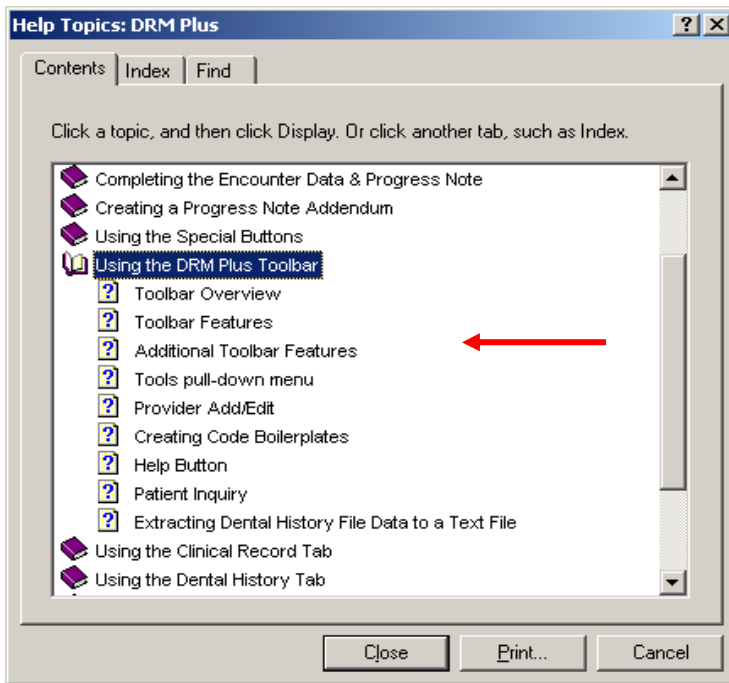 Help Topics: DRM Plus
Contents Index Find
Click a topic, and then click Display. Or click another tab, such as Index.
Completing the Encounter Data & Progress Note
Creating a Progress Note Addendum
Using the Special Buttons
Using the DRM Plus Toolbar
Toolbar Overview
Toolbar Features
Additional Toolbar Features
Tools pull-down menu
Provider Add/Edit
Creating Code Boilerplates
Help Button
Patient Inquiry
Extracting Dental History File Data to a Text File
Using the Clinical Record Tab
Using the Dental History Tab
Close Print... Cancel